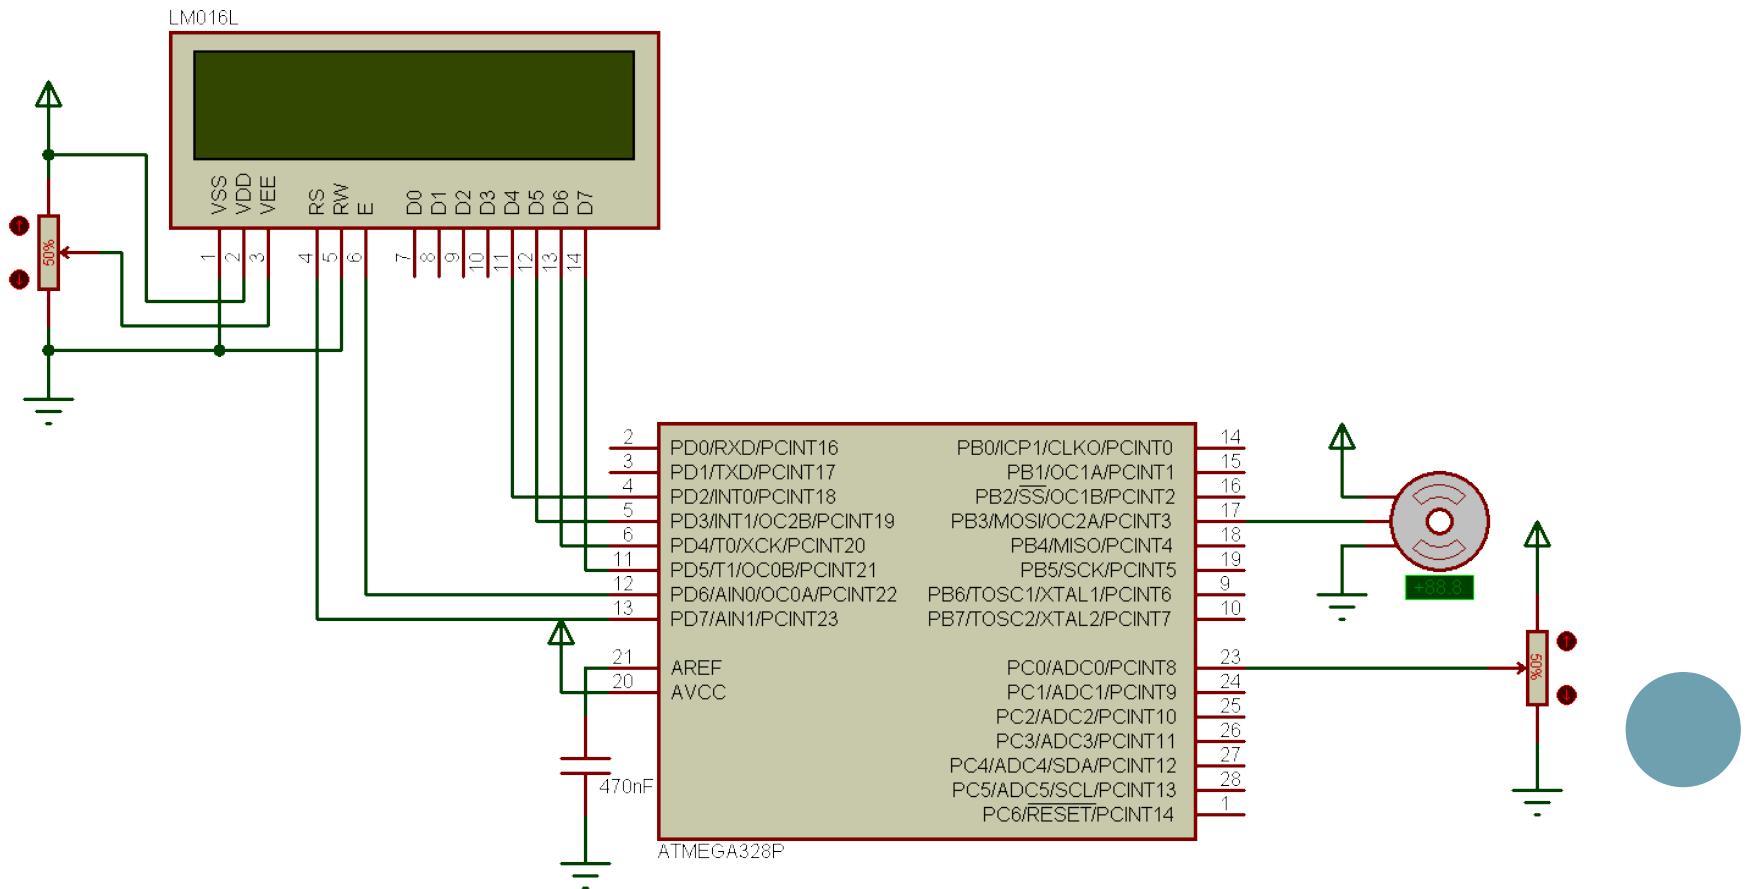 LM016L
VSS
VDD
VEE
RS
RW
E
D0
D1
D2
D3
D4
D5
D6
D7
1
2
3
4
5
6
7
8
9
10
11
12
13
14
50%
2 PD0/RXD/PCINT16
3 PD1/TXD/PCINT17
4 PD2/INT0/PCINT18
5 PD3/INT1/OC2B/PCINT19
6 PD4/T0/XCK/PCINT20
11 PD5/T1/OC0B/PCINT21
12 PD6/AIN0/OC0A/PCINT22
13 PD7/AIN1/PCINT23
21 AREF
20 AVCC
PB0/ICP1/CLKO/PCINT0 14
PB1/OC1A/PCINT1 15
PB2/SS/OC1B/PCINT2 16
PB3/MOSI/OC2A/PCINT3 17
PB4/MISO/PCINT4 18
PB5/SCK/PCINT5 19
PB6/TOSC1/XTAL1/PCINT6 9
PB7/TOSC2/XTAL2/PCINT7 10
PC0/ADC0/PCINT8 23
PC1/ADC1/PCINT9 24
PC2/ADC2/PCINT10 25
PC3/ADC3/PCINT11 26
PC4/ADC4/SDA/PCINT12 27
PC5/ADC5/SCL/PCINT13 28
PC6/RESET/PCINT14 1
+88.8
50%
470nF
ATMEGA328P